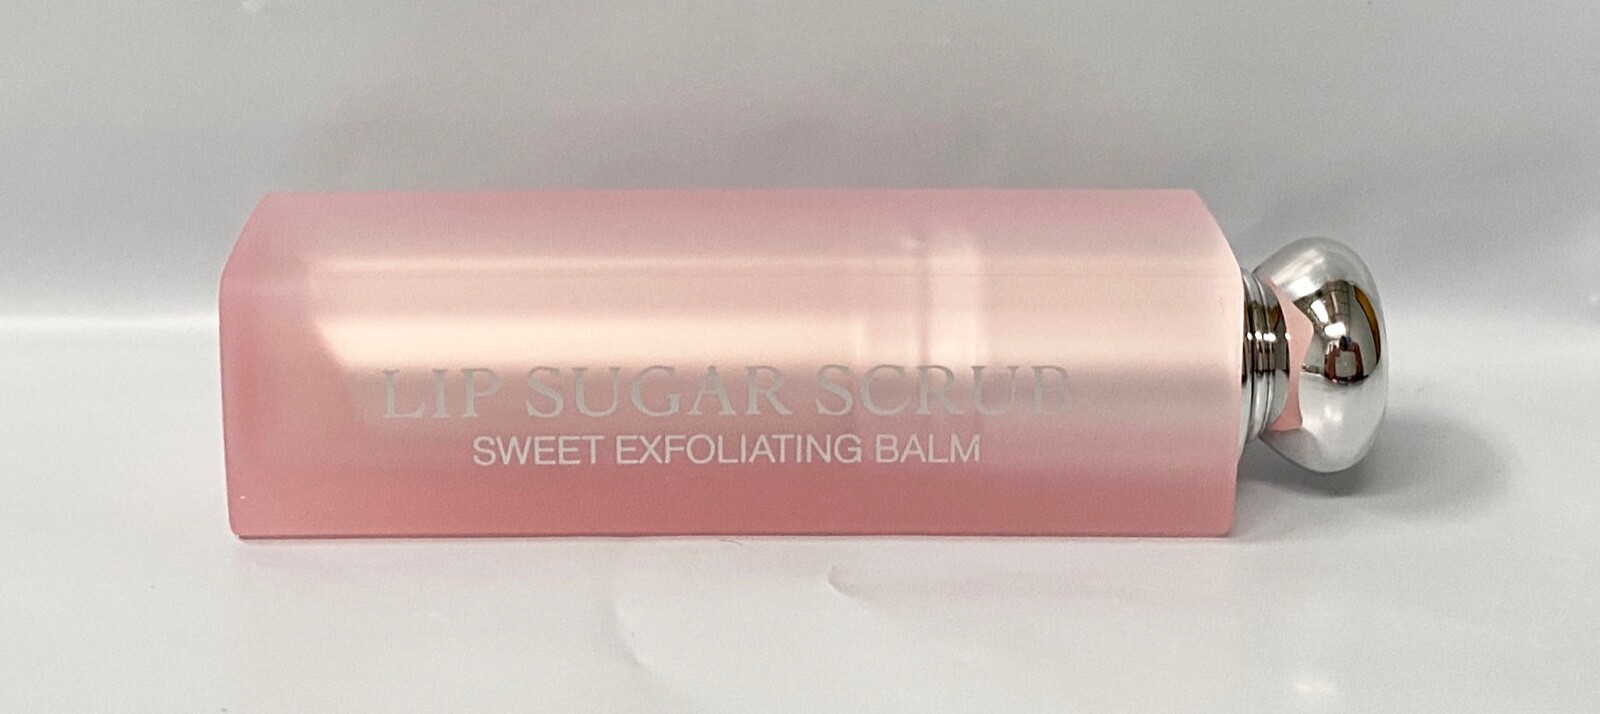 LIP SUGAR SCRUB
SWEET EXFOLIATING BALM